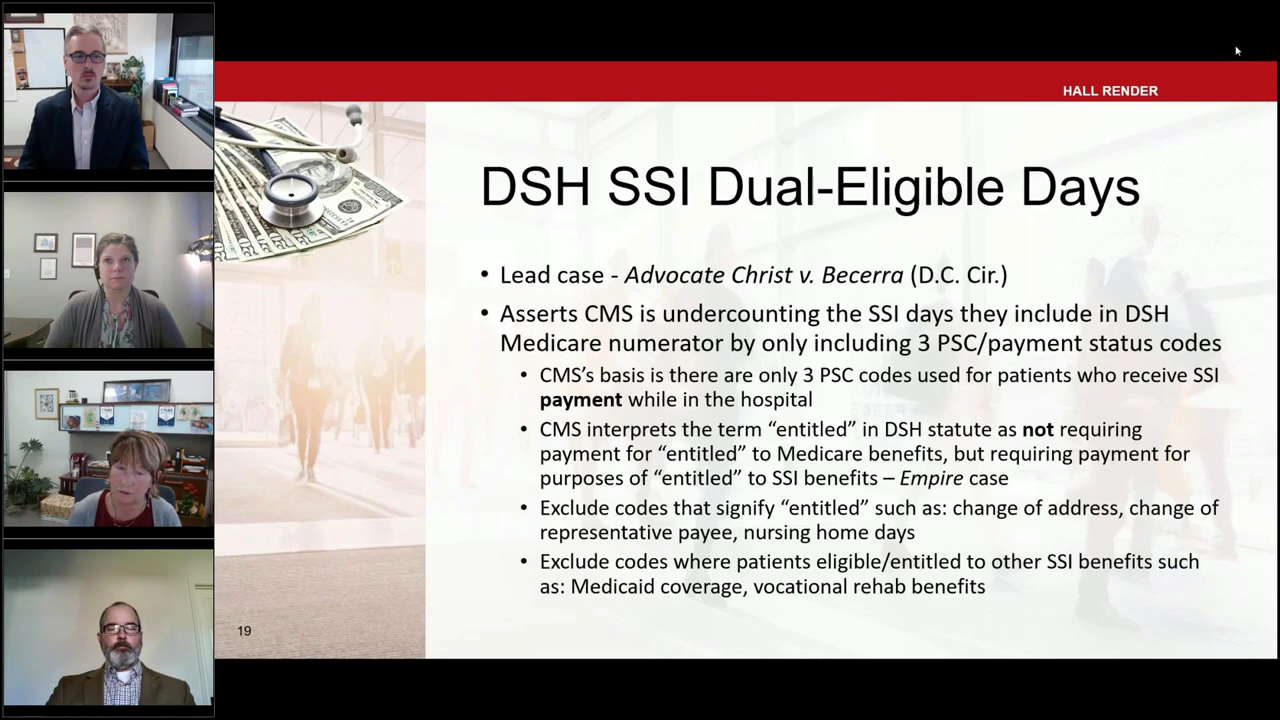 HALL RENDER
DSH SSI Dual-Eligible Days
• Lead case - Advocate Christ v. Becerra (D.C. Cir.)
• Asserts CMS is undercounting the SSI days they include in DSH
Medicare numerator by only including 3 PSC/payment status codes
• CMS’s basis is there are only 3 PSC codes used for patients who receive SSI
payment while in the hospital
• CMS interprets the term “entitled” in DSH statute as not requiring
payment for “entitled” to Medicare benefits, but requiring payment for
purposes of “entitled” to SSI benefits – Empire case
• Exclude codes that signify “entitled” such as: change of address, change of
representative payee, nursing home days
• Exclude codes where patients eligible/entitled to other SSI benefits such
as: Medicaid coverage, vocational rehab benefits
19